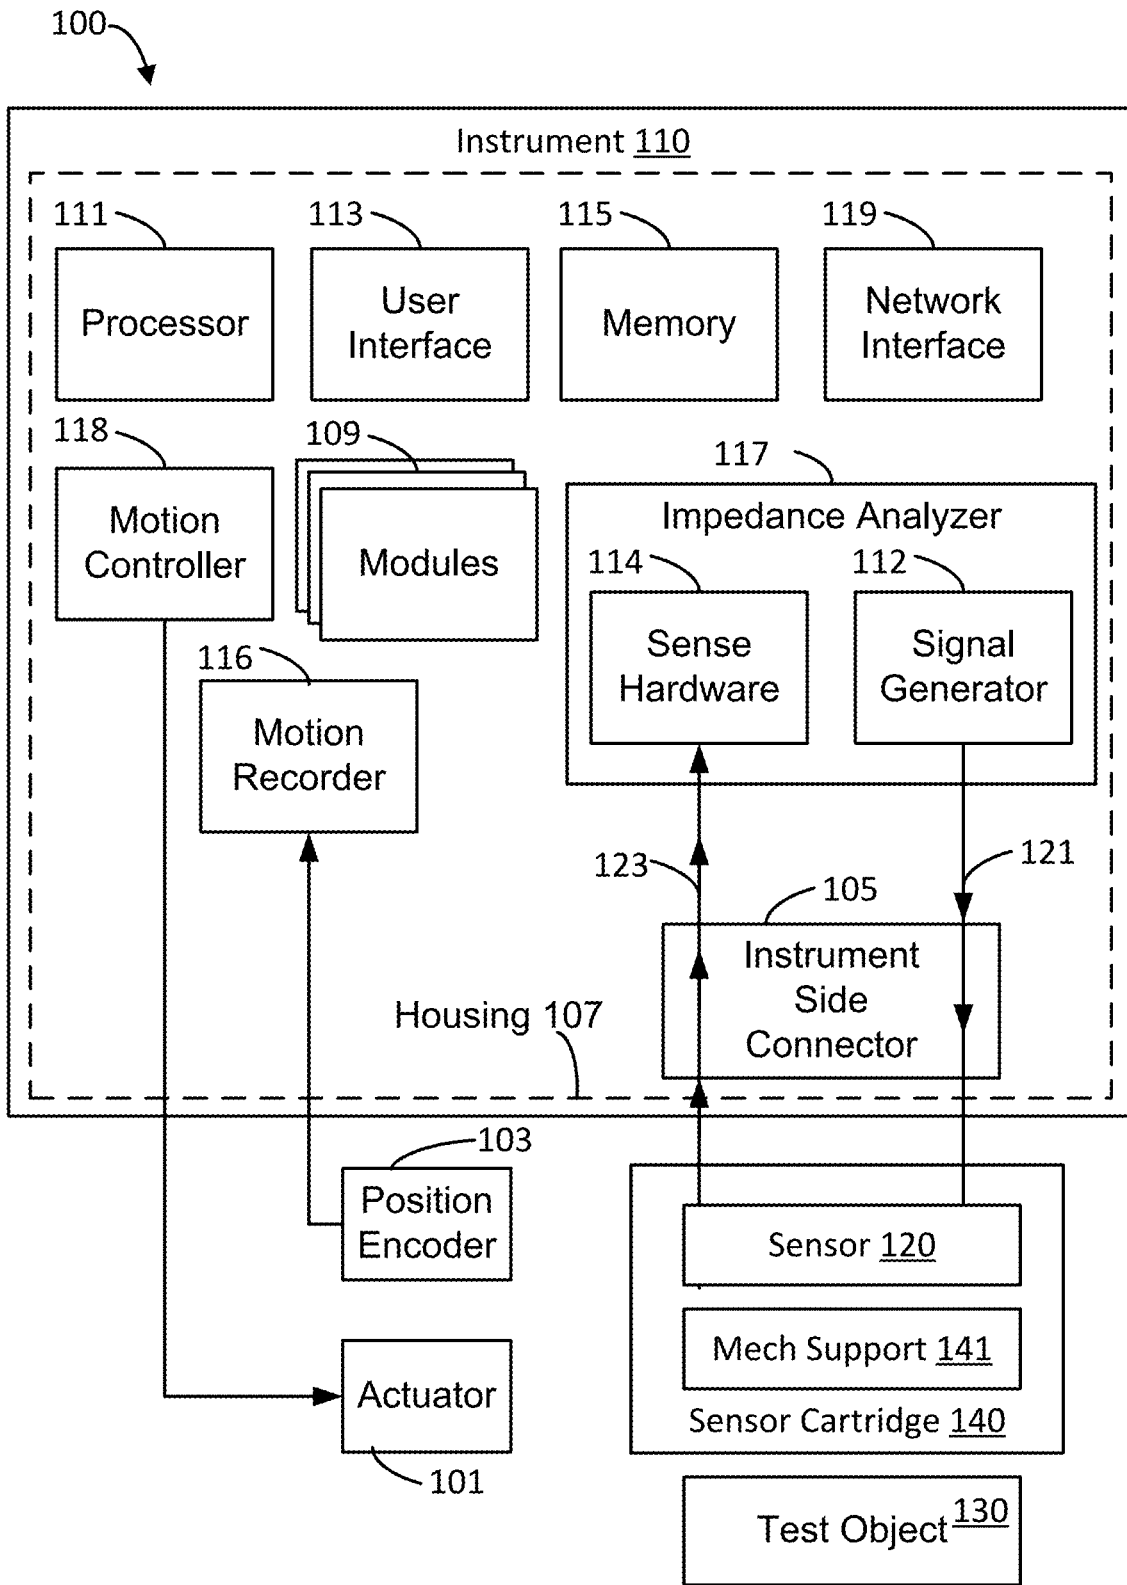 100
Instrument 110
111
113
115
119
Processor
User
Interface
Memory
Network
Interface
118
109
117
Motion
Controller
Modules
Impedance Analyzer
114
112
Sense
Hardware
Signal
Generator
116
Motion
Recorder
123
121
105
Instrument
Side
Connector
Housing 107
103
Position
Encoder
Sensor 120
Mech Support 141
Sensor Cartridge 140
Actuator
101
Test Object 130